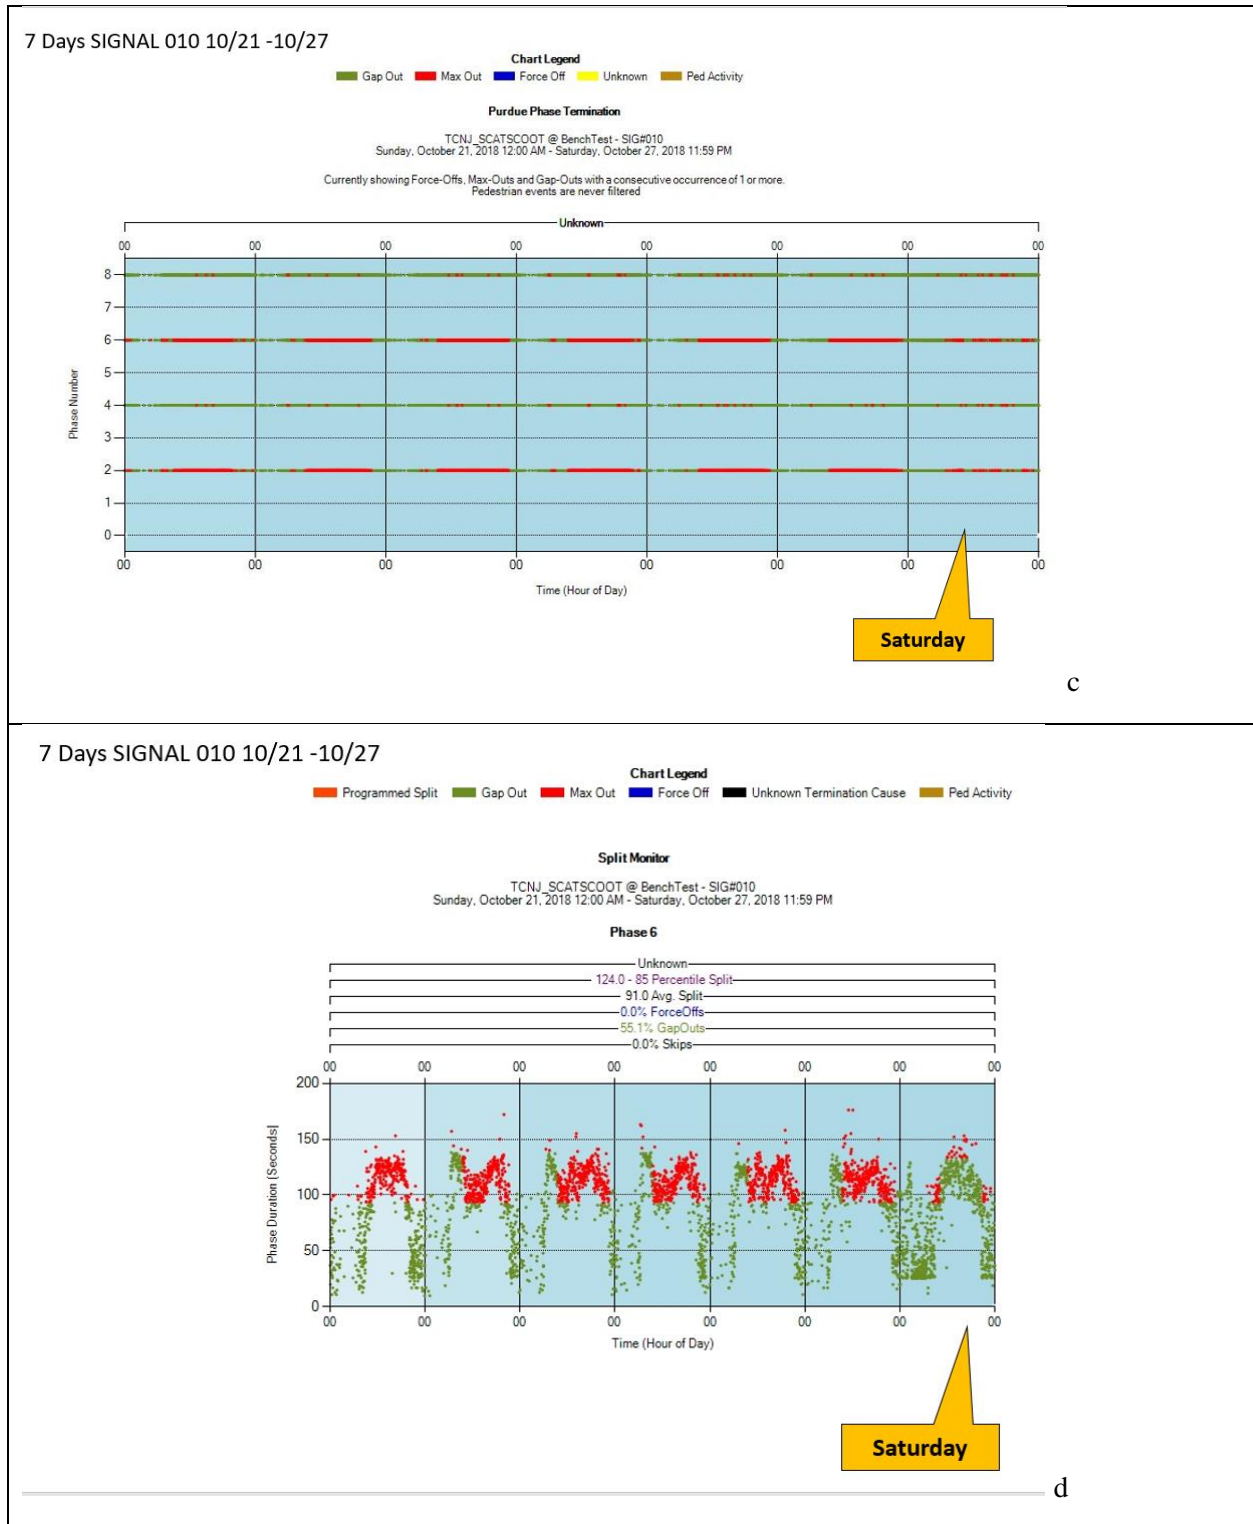 7 Days SIGNAL 010 10/21 -10/27
Chart Legend
Gap Out Max Out Force Off Unknown Ped Activity
Purdue Phase Termination
TCNJ_SCATSCOOT @ BenchTest - SIG#010
Sunday, October 21, 2018 12:00 AM - Saturday, October 27, 2018 11:59 PM
Currently showing Force-Offs, Max-Outs and Gap-Outs with a consecutive occurrence of 1 or more.
Pedestrian events are never filtered
Unknown
00 00 00 00 00 00 00 00
8
7
6
5
4
3
2
1
0
Phase Number
00 00 00 00 00 00 00 00
Time (Hour of Day)
Saturday
c
7 Days SIGNAL 010 10/21 -10/27
Chart Legend
Programmed Split Gap Out Max Out Force Off Unknown Termination Cause Ped Activity
Split Monitor
TCNJ_SCATSCOOT @ BenchTest - SIG#010
Sunday, October 21, 2018 12:00 AM - Saturday, October 27, 2018 11:59 PM
Phase 6
Unknown
124.0 - 85 Percentile Split
91.0 Avg. Split
0.0% ForceOffs
55.1% GapOuts
0.0% Skips
00 00 00 00 00 00 00 00
200
150
100
50
0
Phase Duration (Seconds)
00 00 00 00 00 00 00 00
Time (Hour of Day)
Saturday
d